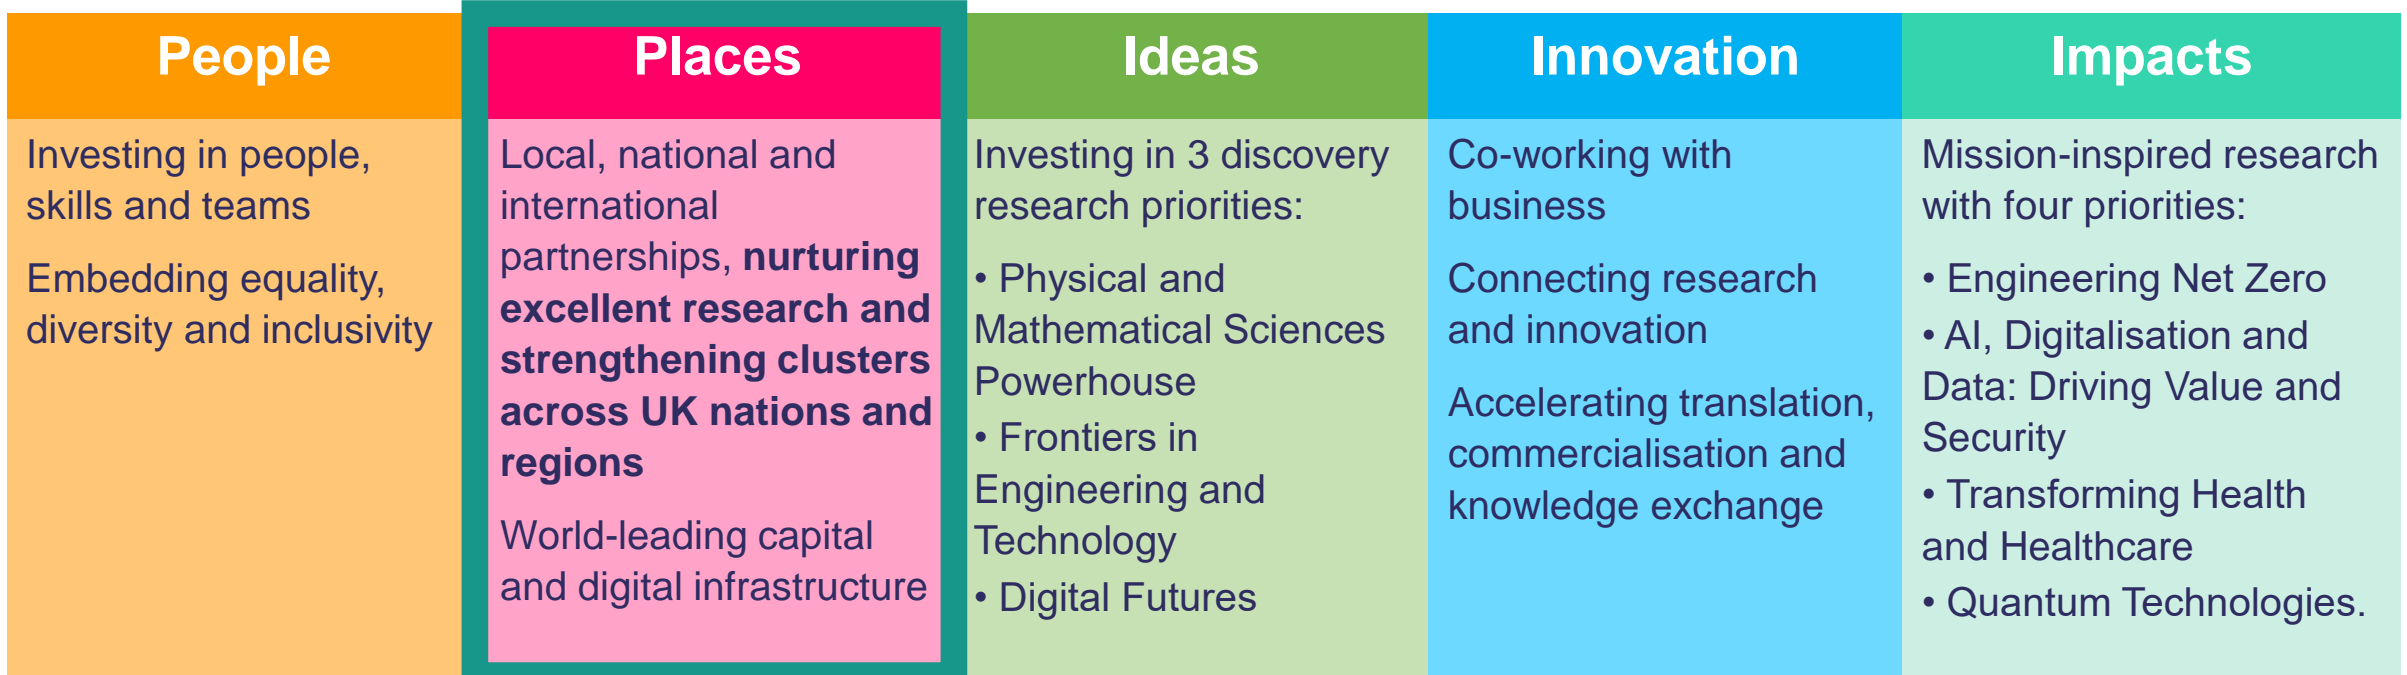 People
Investing in people,
skills and teams
Embedding equality,
diversity and inclusivity
Places
Local, national and
international
partnerships, nurturing
excellent research and
strengthening clusters
across UK nations and
regions
World-leading capital
and digital infrastructure
Ideas
Investing in 3 discovery
research priorities:
• Physical and
Mathematical Sciences
Powerhouse
• Frontiers in
Engineering and
Technology
• Digital Futures
Innovation
Co-working with
business
Connecting research
and innovation
Accelerating translation,
commercialisation and
knowledge exchange
Impacts
Mission-inspired research
with four priorities:
• Engineering Net Zero
• AI, Digitalisation and
Data: Driving Value and
Security
• Transforming Health
and Healthcare
• Quantum Technologies.